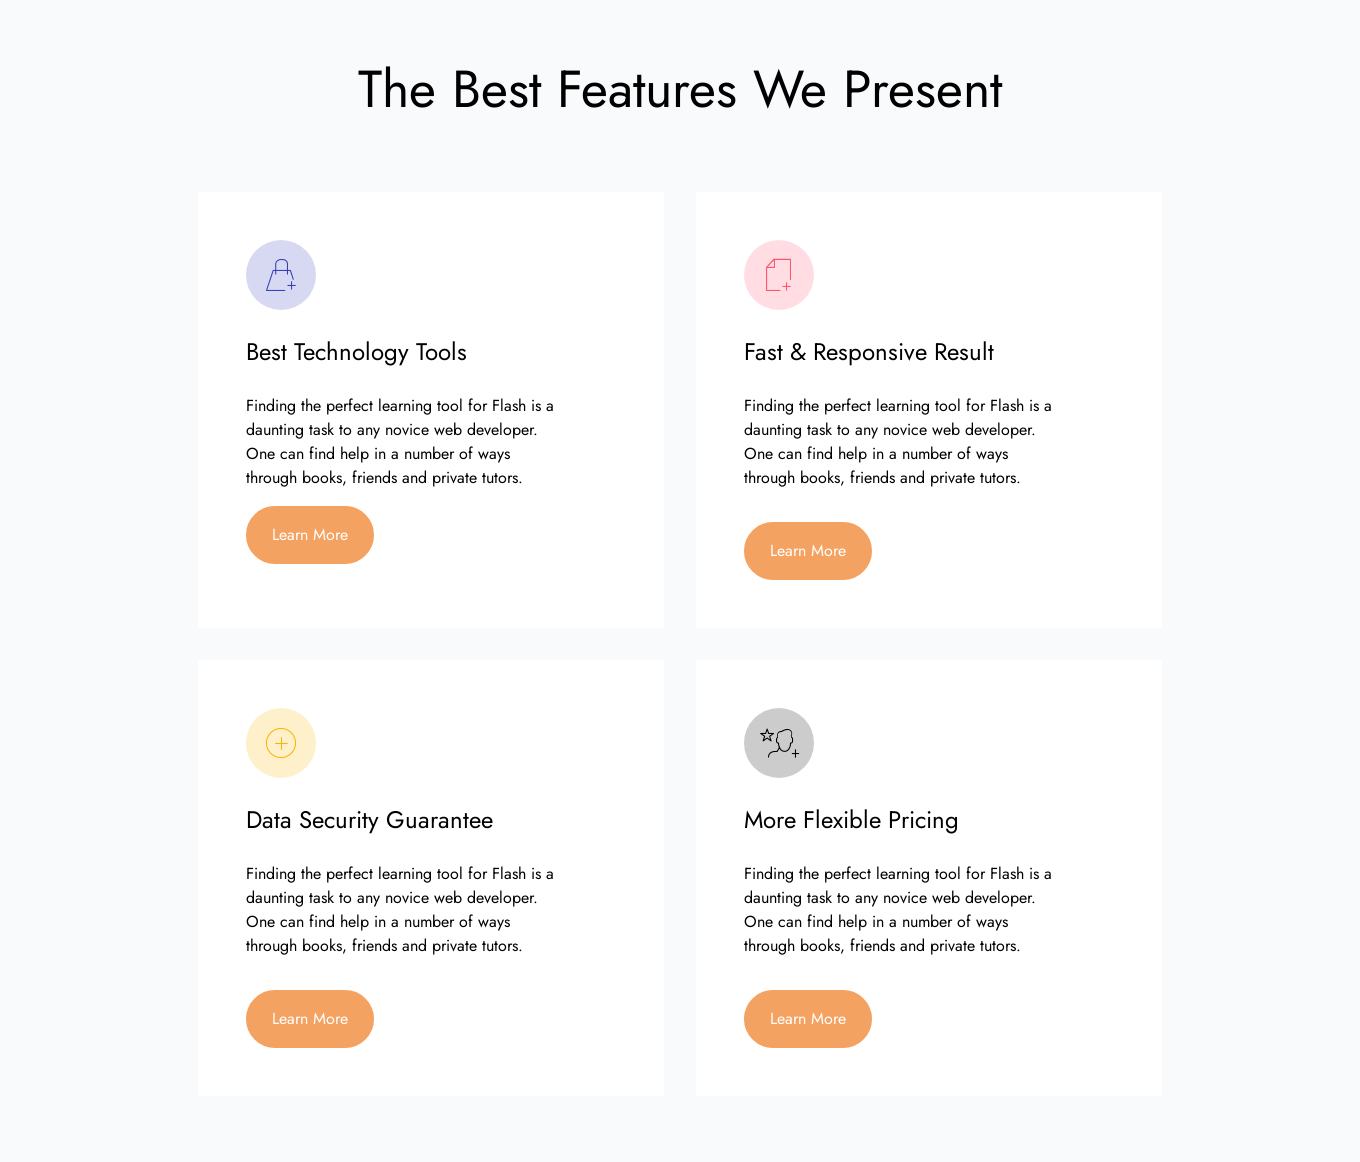 The Best Features We Present
Best Technology Tools
Finding the perfect learning tool for Flash is a
daunting task to any novice web developer.
One can find help in a number of ways
through books, friends and private tutors.
Learn More
Fast & Responsive Result
Finding the perfect learning tool for Flash is a
daunting task to any novice web developer.
One can find help in a number of ways
through books, friends and private tutors.
Learn More
Data Security Guarantee
Finding the perfect learning tool for Flash is a
daunting task to any novice web developer.
One can find help in a number of ways
through books, friends and private tutors.
Learn More
More Flexible Pricing
Finding the perfect learning tool for Flash is a
daunting task to any novice web developer.
One can find help in a number of ways
through books, friends and private tutors.
Learn More